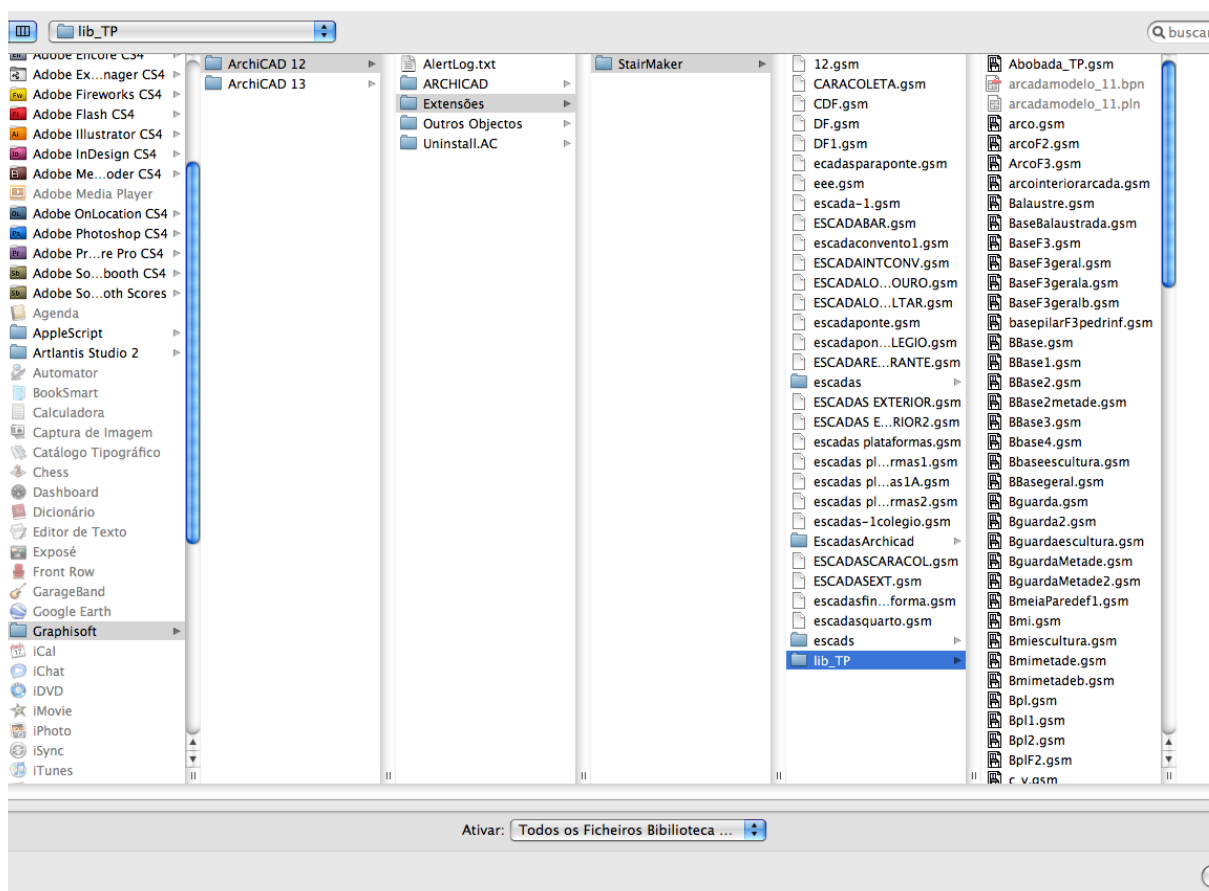 lib_TP
buscar
Adobe Encore CS4
Adobe Ex...nager CS4
Adobe Fireworks CS4
Adobe Flash CS4
Adobe Illustrator CS4
Adobe InDesign CS4
Adobe Me...oder CS4
Adobe Media Player
Adobe OnLocation CS4
Adobe Photoshop CS4
Adobe Pr...re Pro CS4
Adobe So...booth CS4
Adobe So...oth Scores
Agenda
AppleScript
Artlantis Studio 2
Automator
BookSmart
Calculadora
Captura de Imagem
Catálogo Tipográfico
Chess
Dashboard
Dicionário
Editor de Texto
Exposé
Front Row
GarageBand
Google Earth
Graphisoft
iCal
iChat
iDVD
iMovie
iPhoto
iSync
iTunes
ArchiCAD 12
ArchiCAD 13
AlertLog.txt
ARCHICAD
Extensões
Outros Objectos
Uninstall.AC
StairMaker
12.gsm
CARACOLETA.gsm
CDF.gsm
DF.gsm
DF1.gsm
ecadasparaponte.gsm
eee.gsm
escada-1.gsm
ESCADABAR.gsm
escadaconvento1.gsm
ESCADAINTCONV.gsm
ESCADALO...OURO.gsm
ESCADALO...LTAR.gsm
escadaponte.gsm
escadapon...LEGIO.gsm
ESCADARE...RANTE.gsm
escadas
ESCADAS EXTERIOR.gsm
ESCADAS E...RIOR2.gsm
escadas plataformas.gsm
escadas pl...rmas1.gsm
escadas pl...as1A.gsm
escadas pl...rmas2.gsm
escadas-1colegio.gsm
EscadasArchicad
ESCADASCARACOL.gsm
ESCADASEXT.gsm
escadasfin...forma.gsm
escadasquarto.gsm
escads
lib_TP
Abobada_TP.gsm
arcadamodelo_11.bpn
arcadamodelo_11.pln
arco.gsm
arcoF2.gsm
ArcoF3.gsm
arcointeriorarcada.gsm
Balaustre.gsm
BaseBalaustrada.gsm
BaseF3.gsm
BaseF3geral.gsm
BaseF3gerala.gsm
BaseF3geralb.gsm
basepilarF3pedrinf.gsm
BBase.gsm
BBase1.gsm
BBase2.gsm
BBase2metade.gsm
BBase3.gsm
Bbase4.gsm
Bbaseescultura.gsm
BBasegeral.gsm
Bguarda.gsm
Bguarda2.gsm
Bguardaescultura.gsm
BguardaMetade.gsm
BguardaMetade2.gsm
BmeiaParedef1.gsm
Bmi.gsm
Bmiescultura.gsm
Bmimetade.gsm
Bmimetadeb.gsm
Bpl.gsm
Bpl1.gsm
Bpl2.gsm
BplF2.gsm
c_v.gsm
Ativar: Todos os Ficheiros Bibilioteca ...